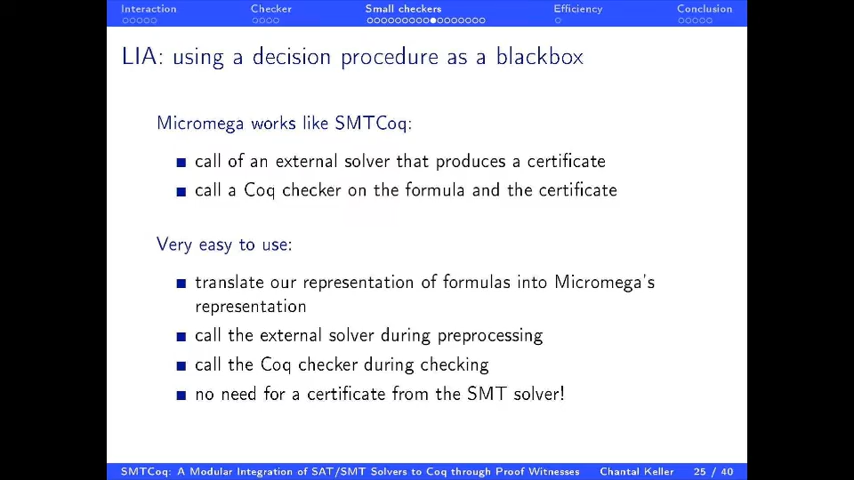 Interaction Checker Small checkers Efficiency Conclusion
LIA: using a decision procedure as a blackbox
Micromega works like SMTCoq:
call of an external solver that produces a certificate
call a Coq checker on the formula and the certificate
Very easy to use:
translate our representation of formulas into Micromega's
representation
call the external solver during preprocessing
call the Coq checker during checking
no need for a certificate from the SMT solver!
SMTCoq: A Modular Integration of SAT/SMT Solvers to Coq through Proof Witnesses Chantal Keller 25 / 40